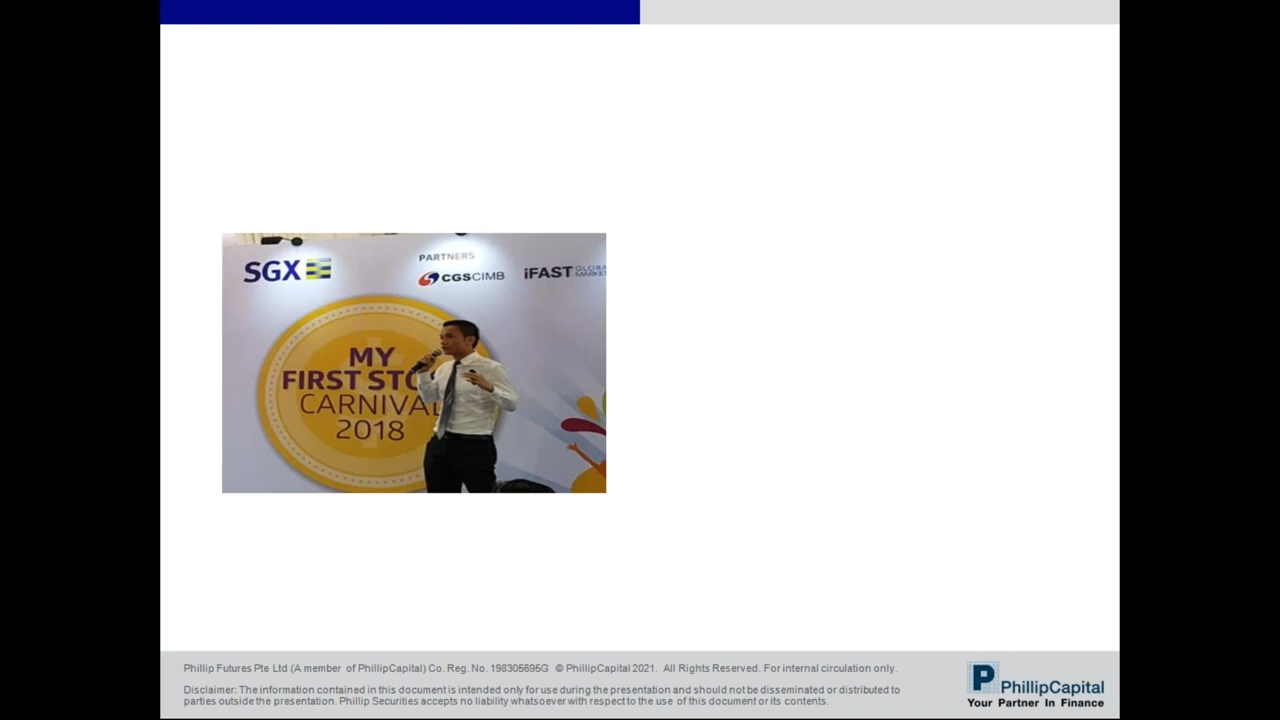 SGX
PARTNERS
CGSCIMB
iFAST GLOBA
MARKE
MY
FIRST STO
CARNIVAL
2018
Phillip Futures Pte Ltd (A member of PhillipCapital) Co. Reg. No. 198305695G © PhillipCapital 2021. All Rights Reserved. For internal circulation only.
Disclaimer: The information contained in this document is intended only for use during the presentation and should not be disseminated or distributed to
parties outside the presentation. Phillip Securities accepts no liability whatsoever with respect to the use of this document or its contents.
P PhillipCapital
Your Partner In Finance